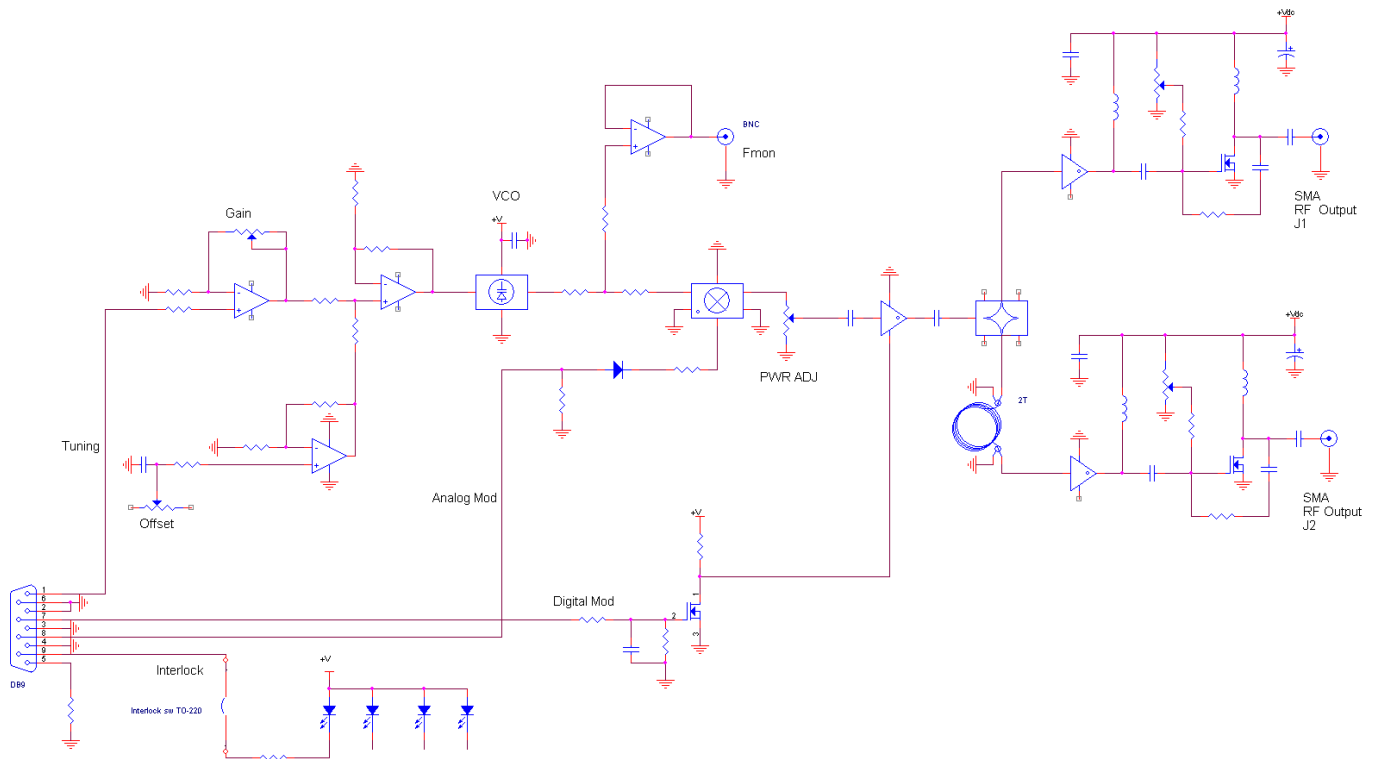 +Vdc
BNC
Fmon
SMA
RF Output
J1
VCO
+V
Gain
+Vdc
PWR ADJ
2T
Tuning
Analog Mod
SMA
RF Output
J2
Offset
+V
Digital Mod
1
2
3
1
6
2
7
3
8
4
9
5
DB9
Interlock
+V
Interlock sw TO-220